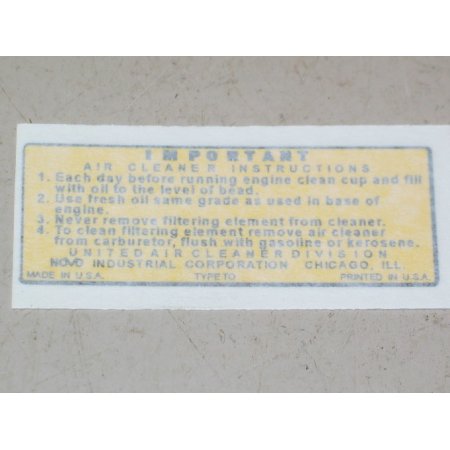 IMPORTANT
AIR CLEANER INSTRUCTIONS
1. Each day before running engine clean cup and fill
with oil to the level of bead.
2. Use fresh oil same grade as used in base of
engine.
3. Never remove filtering element from cleaner.
4. To clean filtering element remove air cleaner
from carburetor, flush with gasoline or kerosene.
UNITED AIR CLEANER DIVISION
NOVO INDUSTRIAL CORPORATION CHICAGO, ILL.
MADE IN U.S.A. TYPE TO PRINTED IN U.S.A.